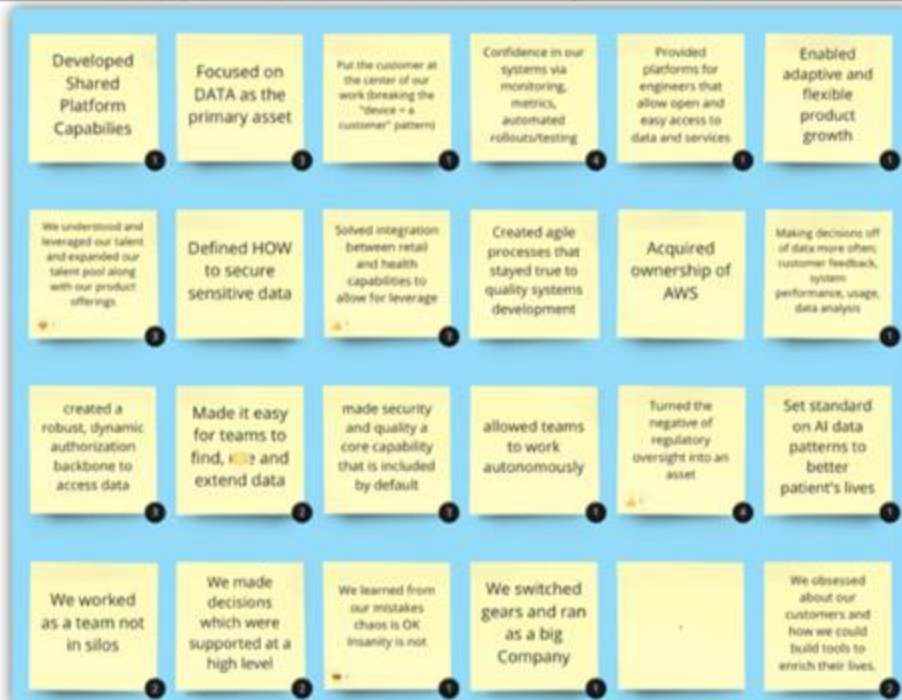 Developed
Shared
Platform
Capabilies
1
Focused on
DATA as the
primary asset
3
Put the customer at
the center of our
work (breaking the
"device = a
customer" pattern)
1
Confidence in our
systems via
monitoring,
metrics,
automated
rollouts/testing
4
Provided
platforms for
engineers that
allow open and
easy access to
data and services
1
Enabled
adaptive and
flexible
product
growth
1
We understood and
leveraged our talent
and expanded our
talent pool along
with our product
offerings
3
Defined HOW
to secure
sensitive data
Solved integration
between retail
and health
capabilities to
allow for leverage
Created agile
processes that
stayed true to
quality systems
development
Acquired
ownership of
AWS
Making decisions off
of data more often;
customer feedback,
system
performance, usage,
data analysis
1
created a
robust, dynamic
authorization
backbone to
access data
Made it easy
for teams to
find, and
extend data
2
made security
and quality a
core capability
that is included
by default
allowed teams
to work
autonomously
1
Turned the
negative of
regulatory
oversight into an
asset
4
Set standard
on AI data
patterns to
better
patient's lives
1
We worked
as a team not
in silos
2
We made
decisions
which were
supported at a
high level
2
We learned from
our mistakes
chaos is OK
Insanity is not
1
We switched
gears and ran
as a big
Company
1
We obsessed
about our
customers and
how we could
build tools to
enrich their lives.